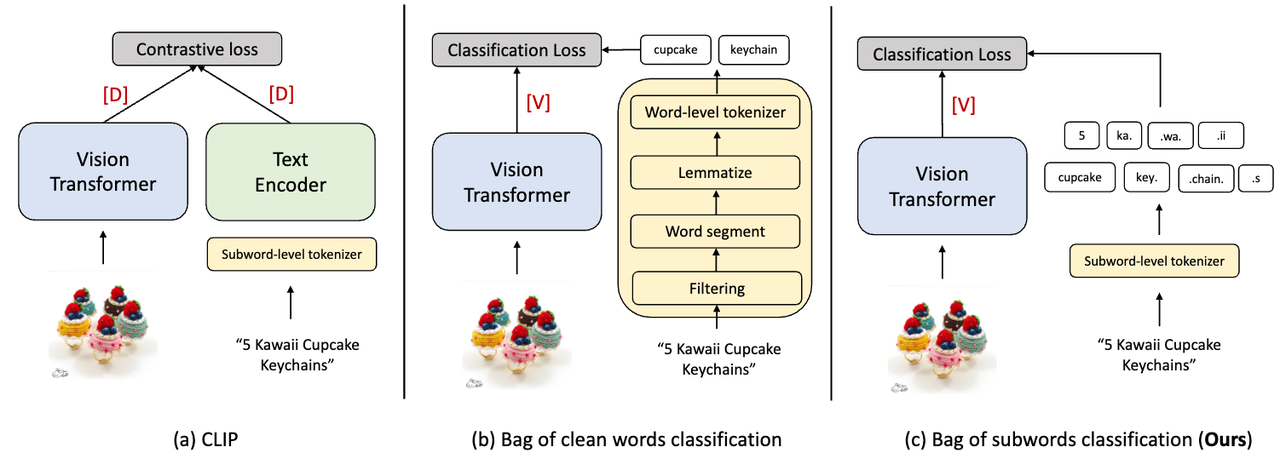 Contrastive loss
[D]
[D]
Vision
Transformer
Text
Encoder
Subword-level tokenizer
“5 Kawaii Cupcake
Keychains”
(a) CLIP
Classification Loss
cupcake
keychain
[V]
Vision
Transformer
Word-level tokenizer
Lemmatize
Word segment
Filtering
“5 Kawaii Cupcake
Keychains”
(b) Bag of clean words classification
Classification Loss
[V]
Vision
Transformer
5 ka. .wa. .ii
cupcake key. .chain. .s
Subword-level tokenizer
“5 Kawaii Cupcake
Keychains”
(c) Bag of subwords classification (Ours)